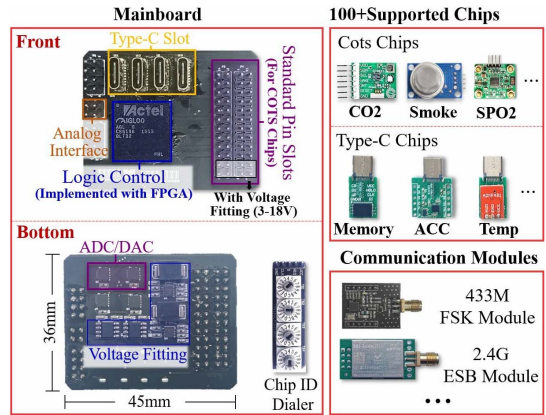 Mainboard
Front
Type-C Slot
Actel
IGLOO
Analog
Interface
Logic Control
(Implemented with FPGA)
Standard Pin Slots
(For COTS
Chips)
With Voltage
Fitting (3-18V)
Bottom
ADC/DAC
Voltage Fitting
36mm
45mm
Chip ID
Dialer
100+Supported Chips
Cots Chips
CO2
Smoke
SPO2
...
Type-C Chips
Memory
ACC
Temp
Communication Modules
433M
FSK Module
2.4G
ESB Module
...